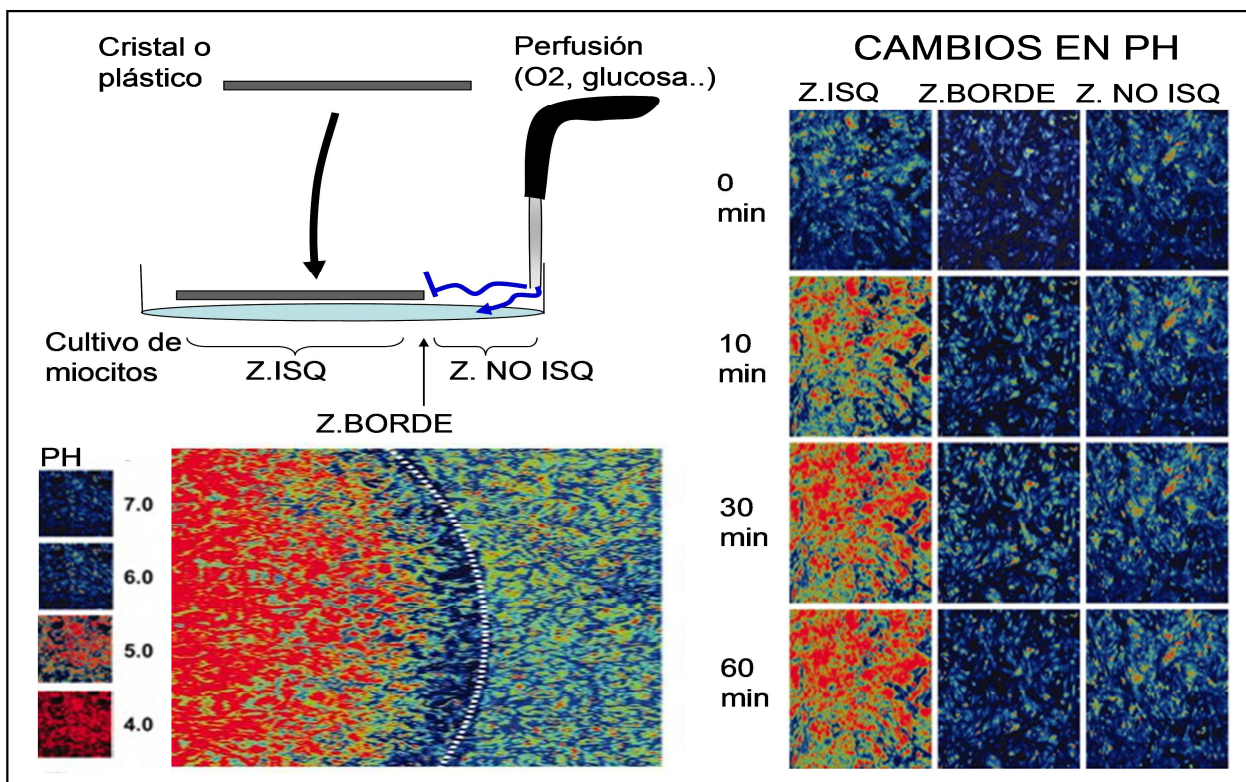 Cristal o
plástico
Perfusión
(O2, glucosa..)
Cultivo de
miocitos
Z.ISQ
Z. NO ISQ
Z.BORDE
PH
7.0
6.0
5.0
4.0
CAMBIOS EN PH
Z.ISQ Z.BORDE Z. NO ISQ
0
min
10
min
30
min
60
min